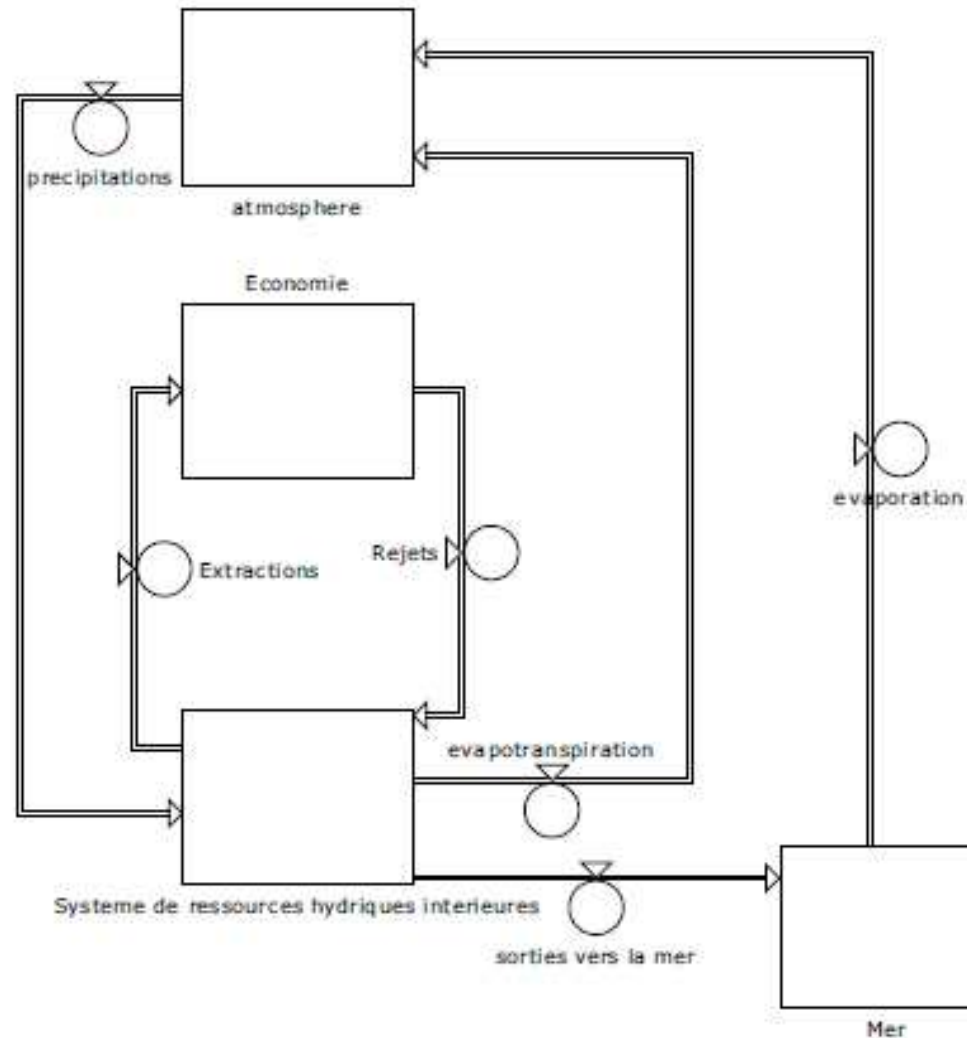 precipitations
atmosphere
Economie
evaporation
Extractions
Rejets
evapotranspiration
Systeme de ressources hydriques interieures
sorties vers la mer
Mer